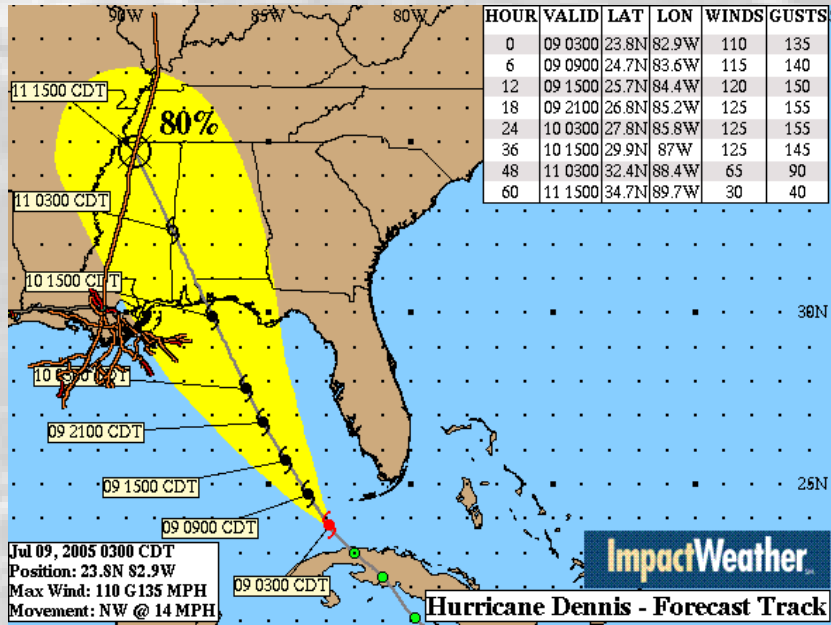 90W 85W 80W
HOUR VALID LAT LON WINDS GUSTS
0 09 0300 23.8N 82.9W 110 135
6 09 0900 24.7N 83.6W 115 140
12 09 1500 25.7N 84.4W 120 150
18 09 2100 26.8N 85.2W 125 155
24 10 0300 27.8N 85.8W 125 155
36 10 1500 29.9N 87W 125 145
48 11 0300 32.4N 88.4W 65 90
60 11 1500 34.7N 89.7W 30 40
11 1500 CDT
80%
11 0300 CDT
10 1500 CDT
30N
10 CDT
09 2100 CDT
09 1500 CDT
25N
09 0900 CDT
09 0300 CDT
Jul 09, 2005 0300 CDT
Position: 23.8N 82.9W
Max Wind: 110 G135 MPH
Movement: NW @ 14 MPH
ImpactWeather
Hurricane Dennis - Forecast Track